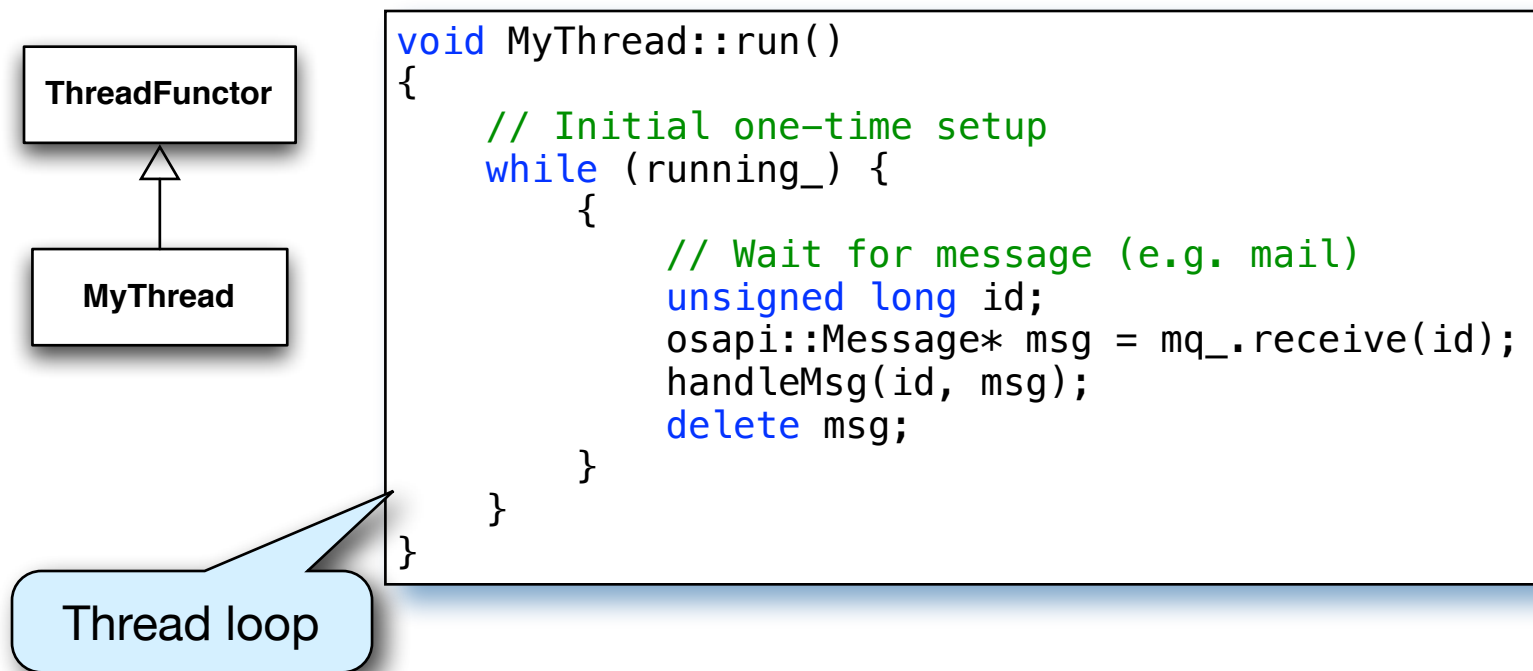 ThreadFunctor
MyThread
void MyThread::run()
{
    // Initial one-time setup
    while (running_) {
        {
            // Wait for message (e.g. mail)
            unsigned long id;
            osapi::Message* msg = mq_.receive(id);
            handleMsg(id, msg);
            delete msg;
        }
    }
}
Thread loop